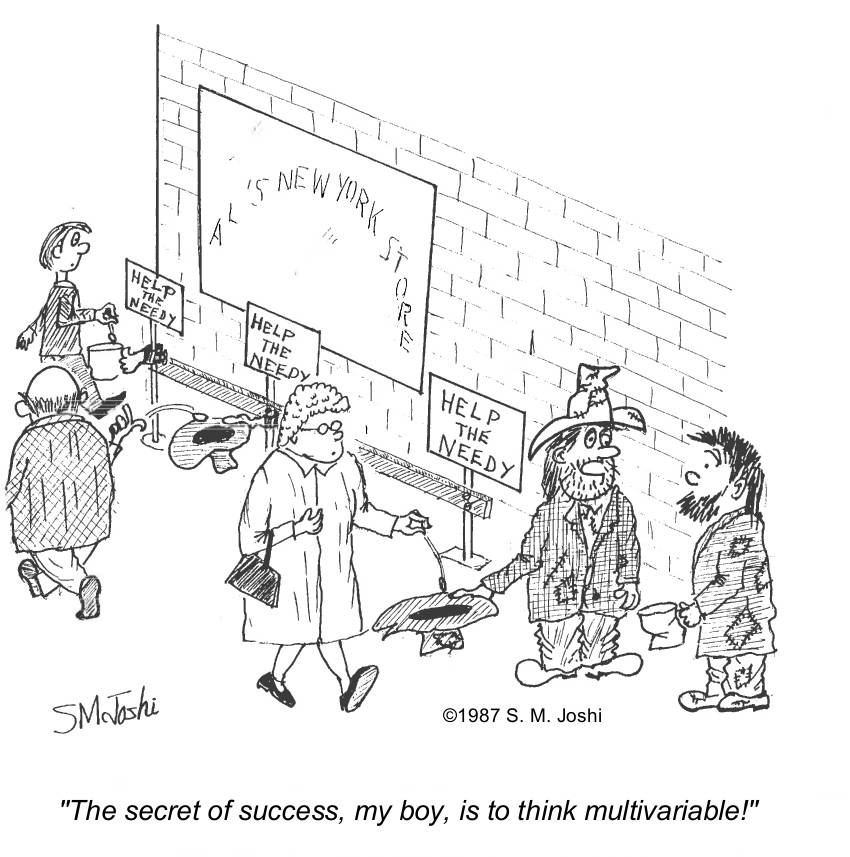 AL'S NEW YORK STORE
HELP
THE
NEEDY
HELP
THE
NEEDY
HELP
THE
NEEDY
S M Joshi
©1987 S. M. Joshi
"The secret of success, my boy, is to think multivariable!"